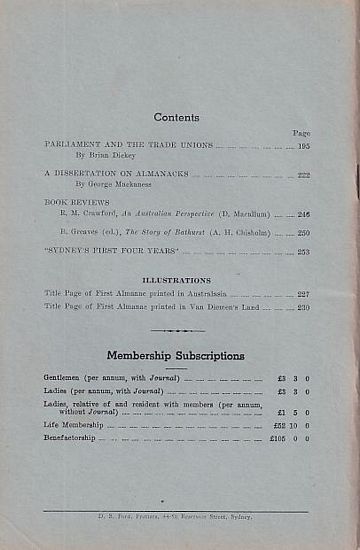 Contents
Page
PARLIAMENT AND THE TRADE UNIONS 195
By Brian Dickey
A DISSERTATION ON ALMANACKS 222
By George Mackaness
BOOK REVIEWS
R. M. Crawford, An Australian Perspective (D. Macallum) 246
B. Greaves (ed.), The Story of Bathurst (A. H. Chisholm) 250
"SYDNEY'S FIRST FOUR YEARS" 253
ILLUSTRATIONS
Title Page of First Almanac printed in Australasia 227
Title Page of First Almanac printed in Van Diemen's Land 230
Membership Subscriptions
Gentlemen (per annum, with Journal) £3 3 0
Ladies (per annum, with Journal) £3 3 0
Ladies, relative of and resident with members (per annum,
without Journal) £1 5 0
Life Membership £52 10 0
Benefactorship £105 0 0
D. S. Ford, Printers, 44-50 Reservoir Street, Sydney.